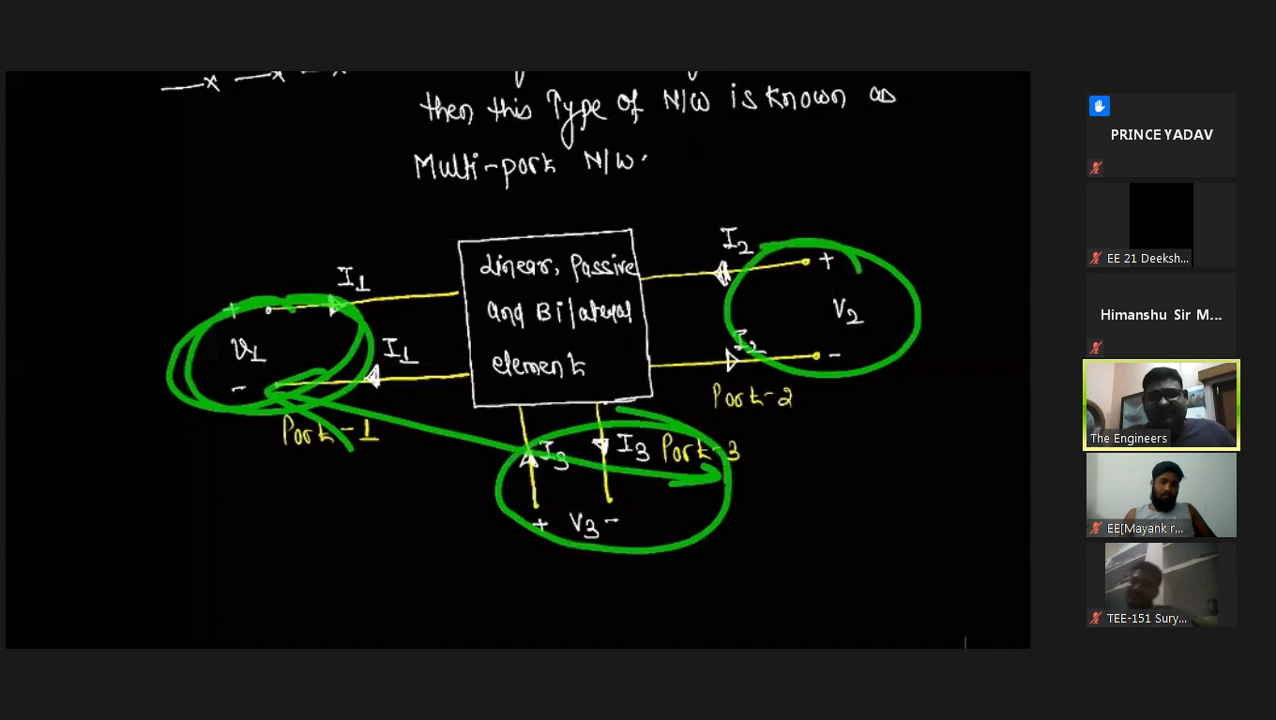 then this Type of N/W is known as
Multi-port N/W.
I1
+
V1
-
I1
Port-1
Linear, Passive
and Bilateral
element
I2
+
V2
I2
-
Port-2
I3
I3
Port-3
+ V3 -
PRINCE YADAV
EE 21 Deeksh...
Himanshu Sir M...
The Engineers
EE[Mayank r...
TEE-151 Sury...